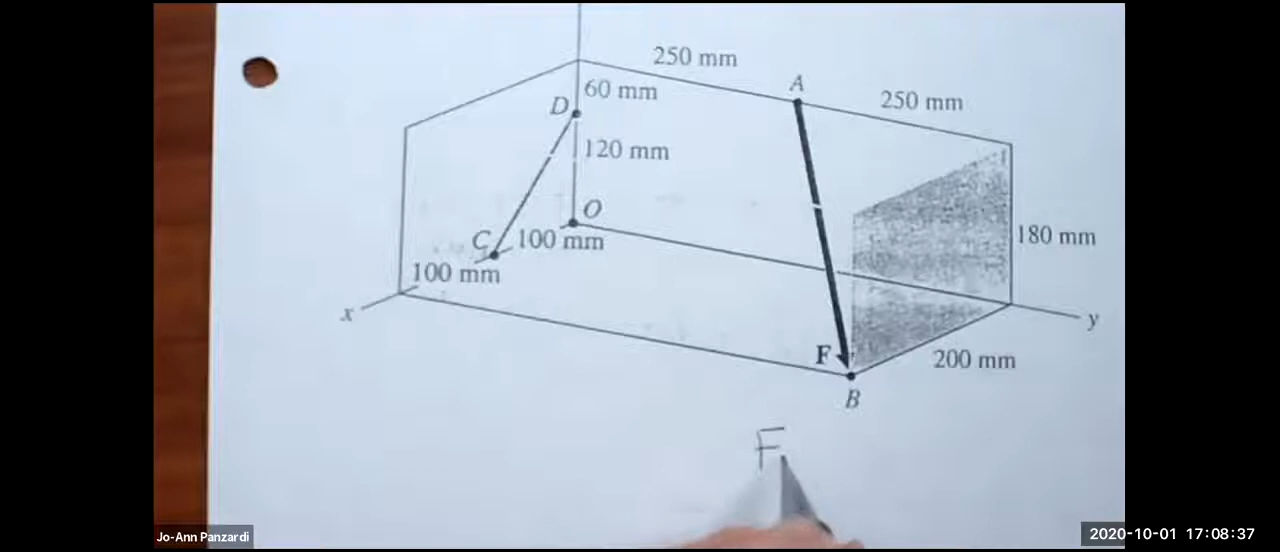 250 mm
A
250 mm
60 mm
D
120 mm
O
C
100 mm
180 mm
100 mm
x
y
F
200 mm
B
F
Jo-Ann Panzardi
2020-10-01 17:08:37